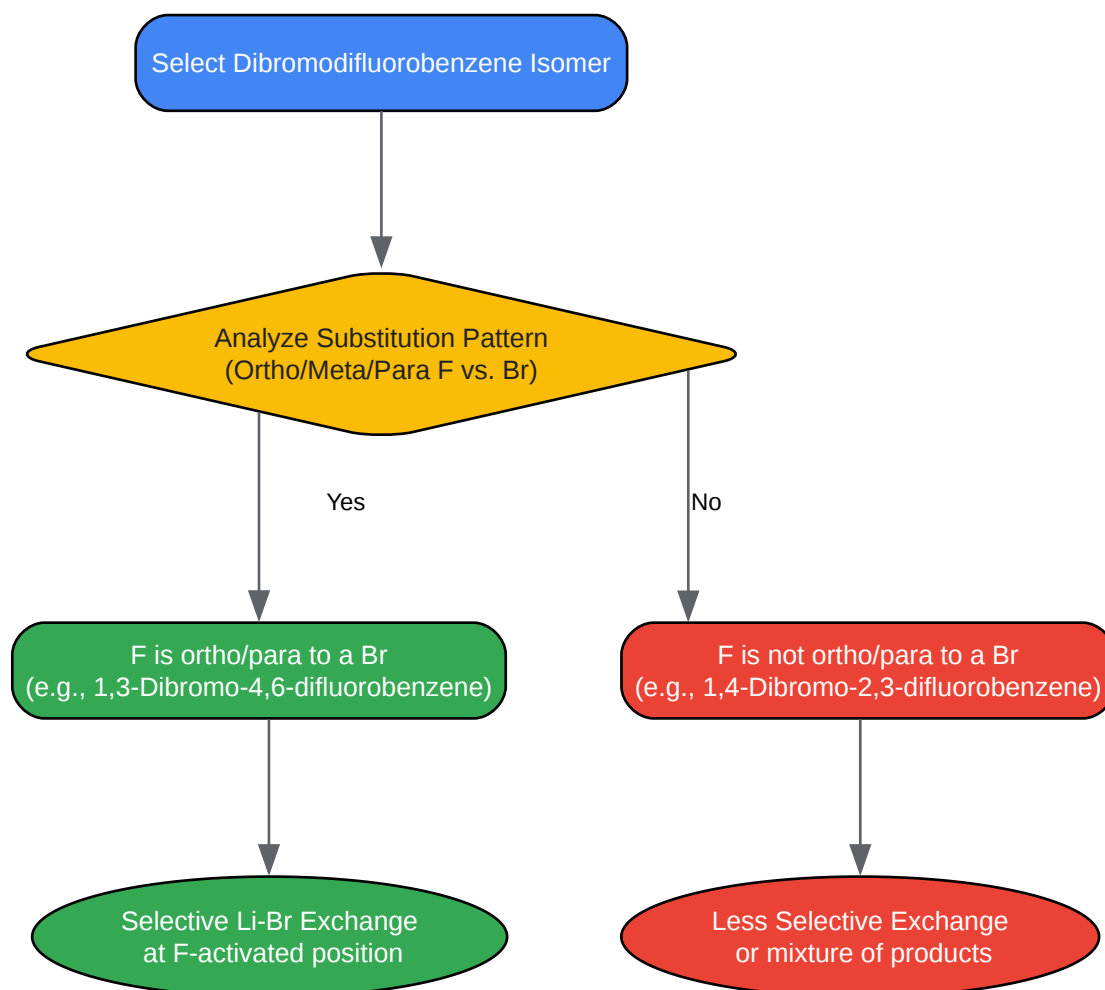 Select Dibromodifluorobenzene Isomer
Analyze Substitution Pattern
(Ortho/Meta/Para F vs. Br)
Yes
No
F is ortho/para to a Br
(e.g., 1,3-Dibromo-4,6-difluorobenzene)
F is not ortho/para to a Br
(e.g., 1,4-Dibromo-2,3-difluorobenzene)
Selective Li-Br Exchange
at F-activated position
Less Selective Exchange
or mixture of products